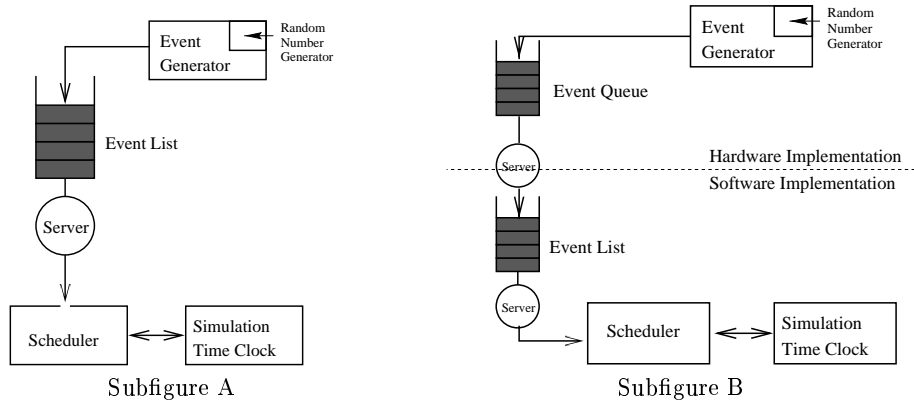 Event
Generator
Random
Number
Generator
Event List
Server
Scheduler
Simulation
Time Clock
Subfigure A
Event
Generator
Random
Number
Generator
Event Queue
Server
Hardware Implementation
Software Implementation
Event List
Server
Scheduler
Simulation
Time Clock
Subfigure B